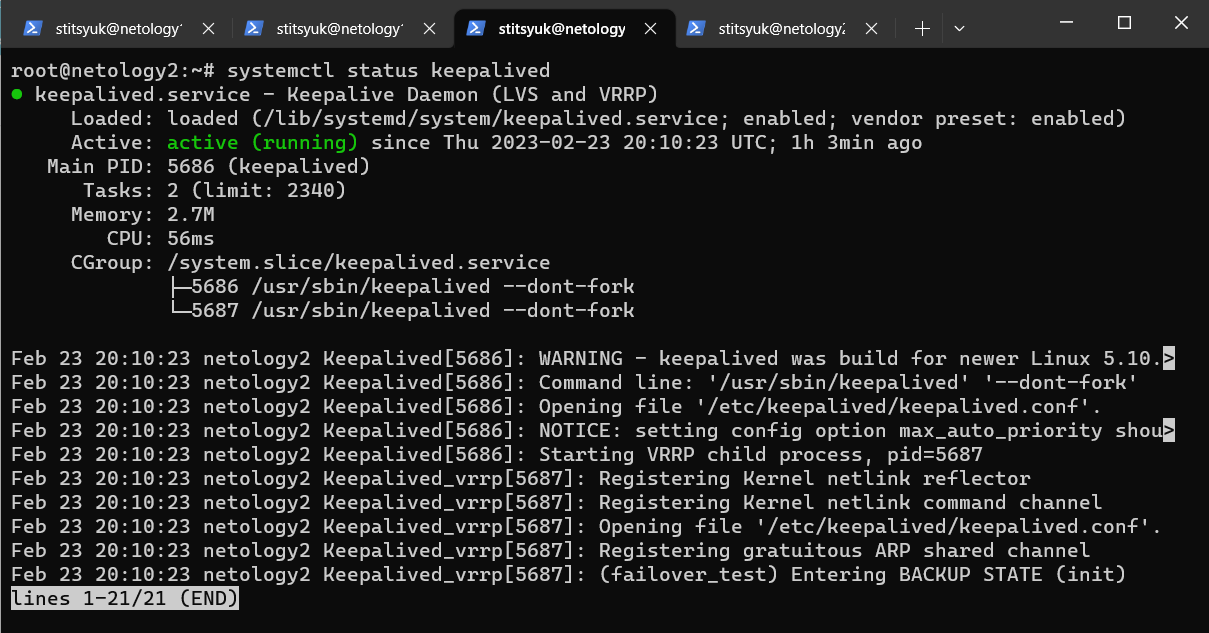 stitsyuk@netology1
stitsyuk@netology1
stitsyuk@netology
stitsyuk@netology2
root@netology2:~# systemctl status keepalived
● keepalived.service - Keepalive Daemon (LVS and VRRP)
Loaded: loaded (/lib/systemd/system/keepalived.service; enabled; vendor preset: enabled)
Active: active (running) since Thu 2023-02-23 20:10:23 UTC; 1h 3min ago
Main PID: 5686 (keepalived)
Tasks: 2 (limit: 2340)
Memory: 2.7M
CPU: 56ms
CGroup: /system.slice/keepalived.service
├─5686 /usr/sbin/keepalived --dont-fork
└─5687 /usr/sbin/keepalived --dont-fork
Feb 23 20:10:23 netology2 Keepalived[5686]: WARNING - keepalived was build for newer Linux 5.10.>
Feb 23 20:10:23 netology2 Keepalived[5686]: Command line: '/usr/sbin/keepalived' '--dont-fork'
Feb 23 20:10:23 netology2 Keepalived[5686]: Opening file '/etc/keepalived/keepalived.conf'.
Feb 23 20:10:23 netology2 Keepalived[5686]: NOTICE: setting config option max_auto_priority shou>
Feb 23 20:10:23 netology2 Keepalived[5686]: Starting VRRP child process, pid=5687
Feb 23 20:10:23 netology2 Keepalived_vrrp[5687]: Registering Kernel netlink reflector
Feb 23 20:10:23 netology2 Keepalived_vrrp[5687]: Registering Kernel netlink command channel
Feb 23 20:10:23 netology2 Keepalived_vrrp[5687]: Opening file '/etc/keepalived/keepalived.conf'.
Feb 23 20:10:23 netology2 Keepalived_vrrp[5687]: Registering gratuitous ARP shared channel
Feb 23 20:10:23 netology2 Keepalived_vrrp[5687]: (failover_test) Entering BACKUP STATE (init)
lines 1-21/21 (END)